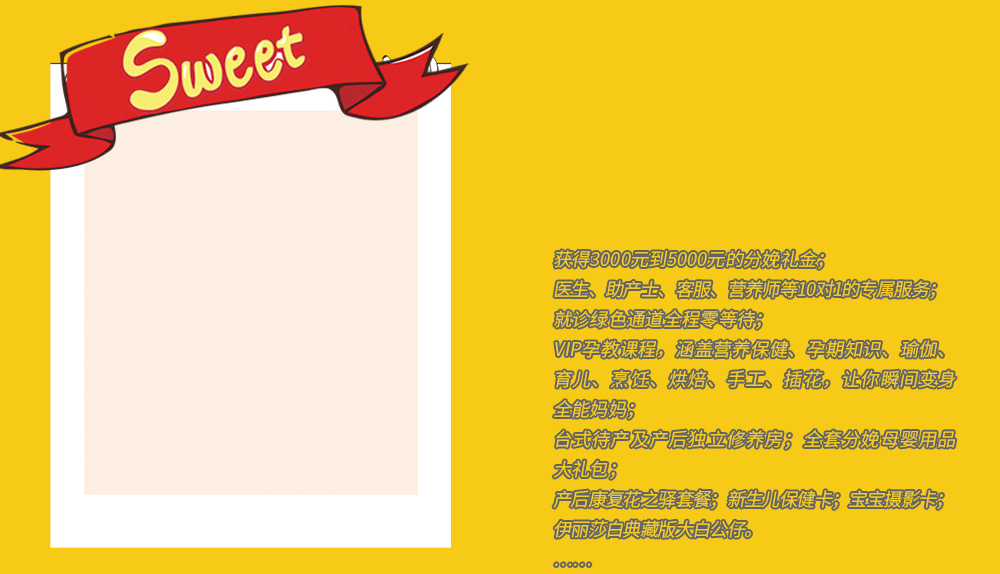 Sweet
获得3000元到5000元的分娩礼金；
医生、助产士、客服、营养师等10对1的专属服务；
就诊绿色通道全程零等待；
VIP孕教课程，涵盖营养保健、孕期知识、瑜伽、
育儿、烹饪、烘焙、手工、插花，让你瞬间变身
全能妈妈；
台式待产及产后独立修养房；全套分娩母婴用品
大礼包；
产后康复花之驿套餐；新生儿保健卡；宝宝摄影卡；
伊丽莎白典藏版大白公仔。
……